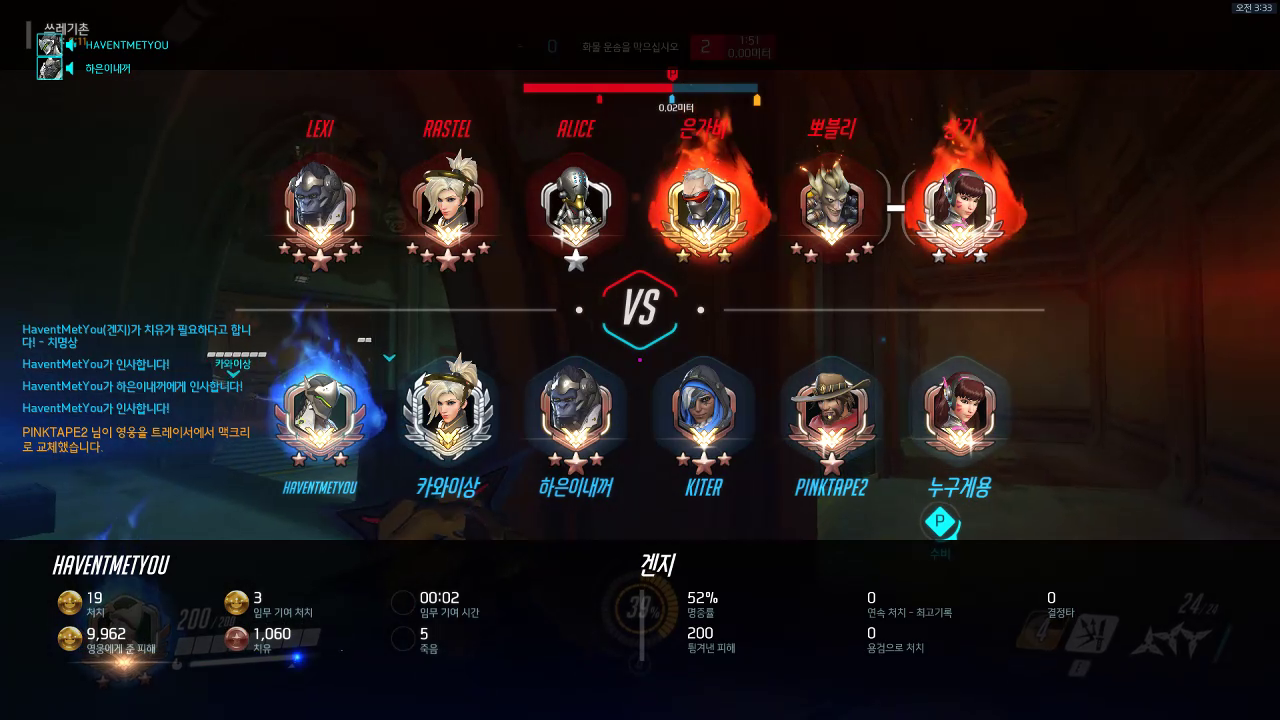 오전 3:33
쓰레기촌
HAVENTMETYOU
하은이내꺼
0
화물 운송을 막으십시오
2
1:51
0.00미터
0.02미터
LEXI
RASTEL
ALICE
은가비
뽀블리
VS
HaventMetYou(겐지)가 치유가 필요하다고 합니
다! - 치명상
HaventMetYou가 인사합니다!
카와이상
HaventMetYou가 하은이내꺼에게 인사합니다!
HaventMetYou가 인사합니다!
PINKTAPE2 님이 영웅을 트레이서에서 맥크리
로 교체했습니다.
HAVENTMETYOU
카와이상
하은이내꺼
KITER
PINKTAPE2
누구게용
P
수비
HAVENTMETYOU
겐지
19
처치
3
임무 기여 처치
00:02
임무 기여 시간
52%
명중률
0
연속 처치 - 최고기록
0
결정타
9,962
영웅에게 준 피해
1,060
치유
5
죽음
200
튕겨낸 피해
0
용검으로 처치
200/200
39%
24/24